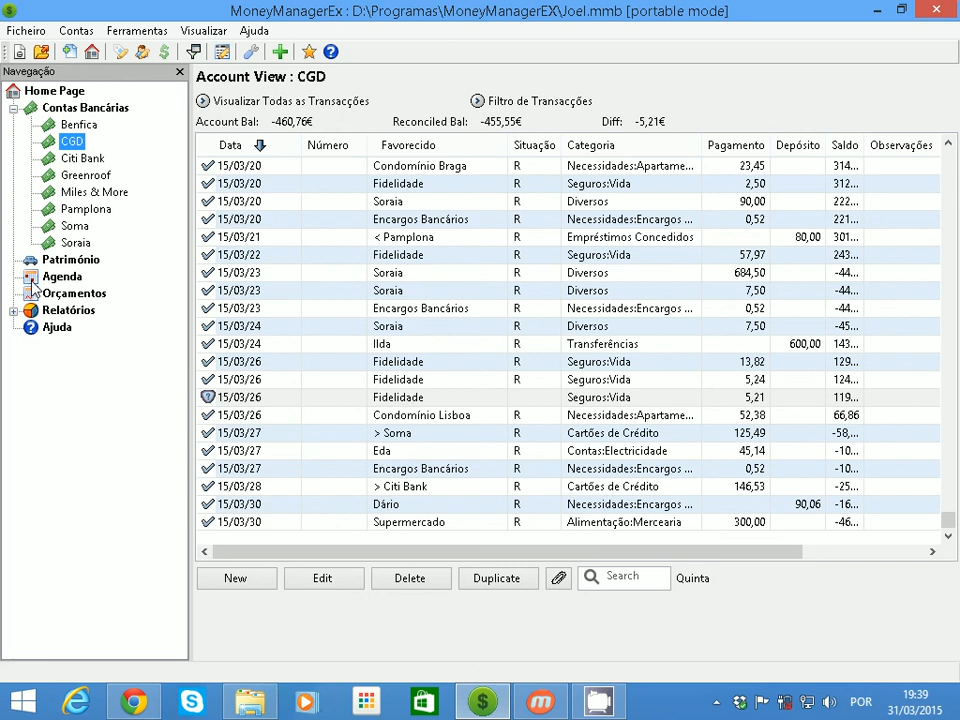 MoneyManagerEx : D:\Programas\MoneyManagerEX\Joel.mmb [portable mode]
Ficheiro Contas Ferramentas Visualizar Ajuda
Navegação
Home Page
Contas Bancárias
Benfica
CGD
Citi Bank
Greenroof
Miles & More
Pamplona
Soma
Soraia
Património
Agenda
Orçamentos
Relatórios
Ajuda
Account View : CGD
Visualizar Todas as Transacções Filtro de Transacções
Account Bal: -460,76€ Reconciled Bal: -455,55€ Diff: -5,21€
Data Número Favorecido Situação Categoria Pagamento Depósito Saldo Observações
15/03/20 Condomínio Braga R Necessidades:Apartame... 23,45 314...
15/03/20 Fidelidade R Seguros:Vida 2,50 312...
15/03/20 Soraia R Diversos 90,00 222...
15/03/20 Encargos Bancários R Necessidades:Encargos ... 0,52 221...
15/03/21 < Pamplona R Empréstimos Concedidos 80,00 301...
15/03/22 Fidelidade R Seguros:Vida 57,97 243...
15/03/23 Soraia R Diversos 684,50 -44...
15/03/23 Soraia R Diversos 7,50 -44...
15/03/23 Encargos Bancários R Necessidades:Encargos ... 0,52 -44...
15/03/24 Soraia R Diversos 7,50 -45...
15/03/24 Ilda R Transferências 600,00 143...
15/03/26 Fidelidade R Seguros:Vida 13,82 129...
15/03/26 Fidelidade R Seguros:Vida 5,24 124...
15/03/26 Fidelidade Seguros:Vida 5,21 119...
15/03/26 Condomínio Lisboa R Necessidades:Apartame... 52,38 66,86
15/03/27 > Soma R Cartões de Crédito 125,49 -58,...
15/03/27 Eda R Contas:Electricidade 45,14 -10...
15/03/27 Encargos Bancários R Necessidades:Encargos ... 0,52 -10...
15/03/28 > Citi Bank R Cartões de Crédito 146,53 -25...
15/03/30 Dário R Necessidades:Encargos ... 90,06 -16...
15/03/30 Supermercado R Alimentação:Mercearia 300,00 -46...
New Edit Delete Duplicate Search Quinta
POR
19:39
31/03/2015